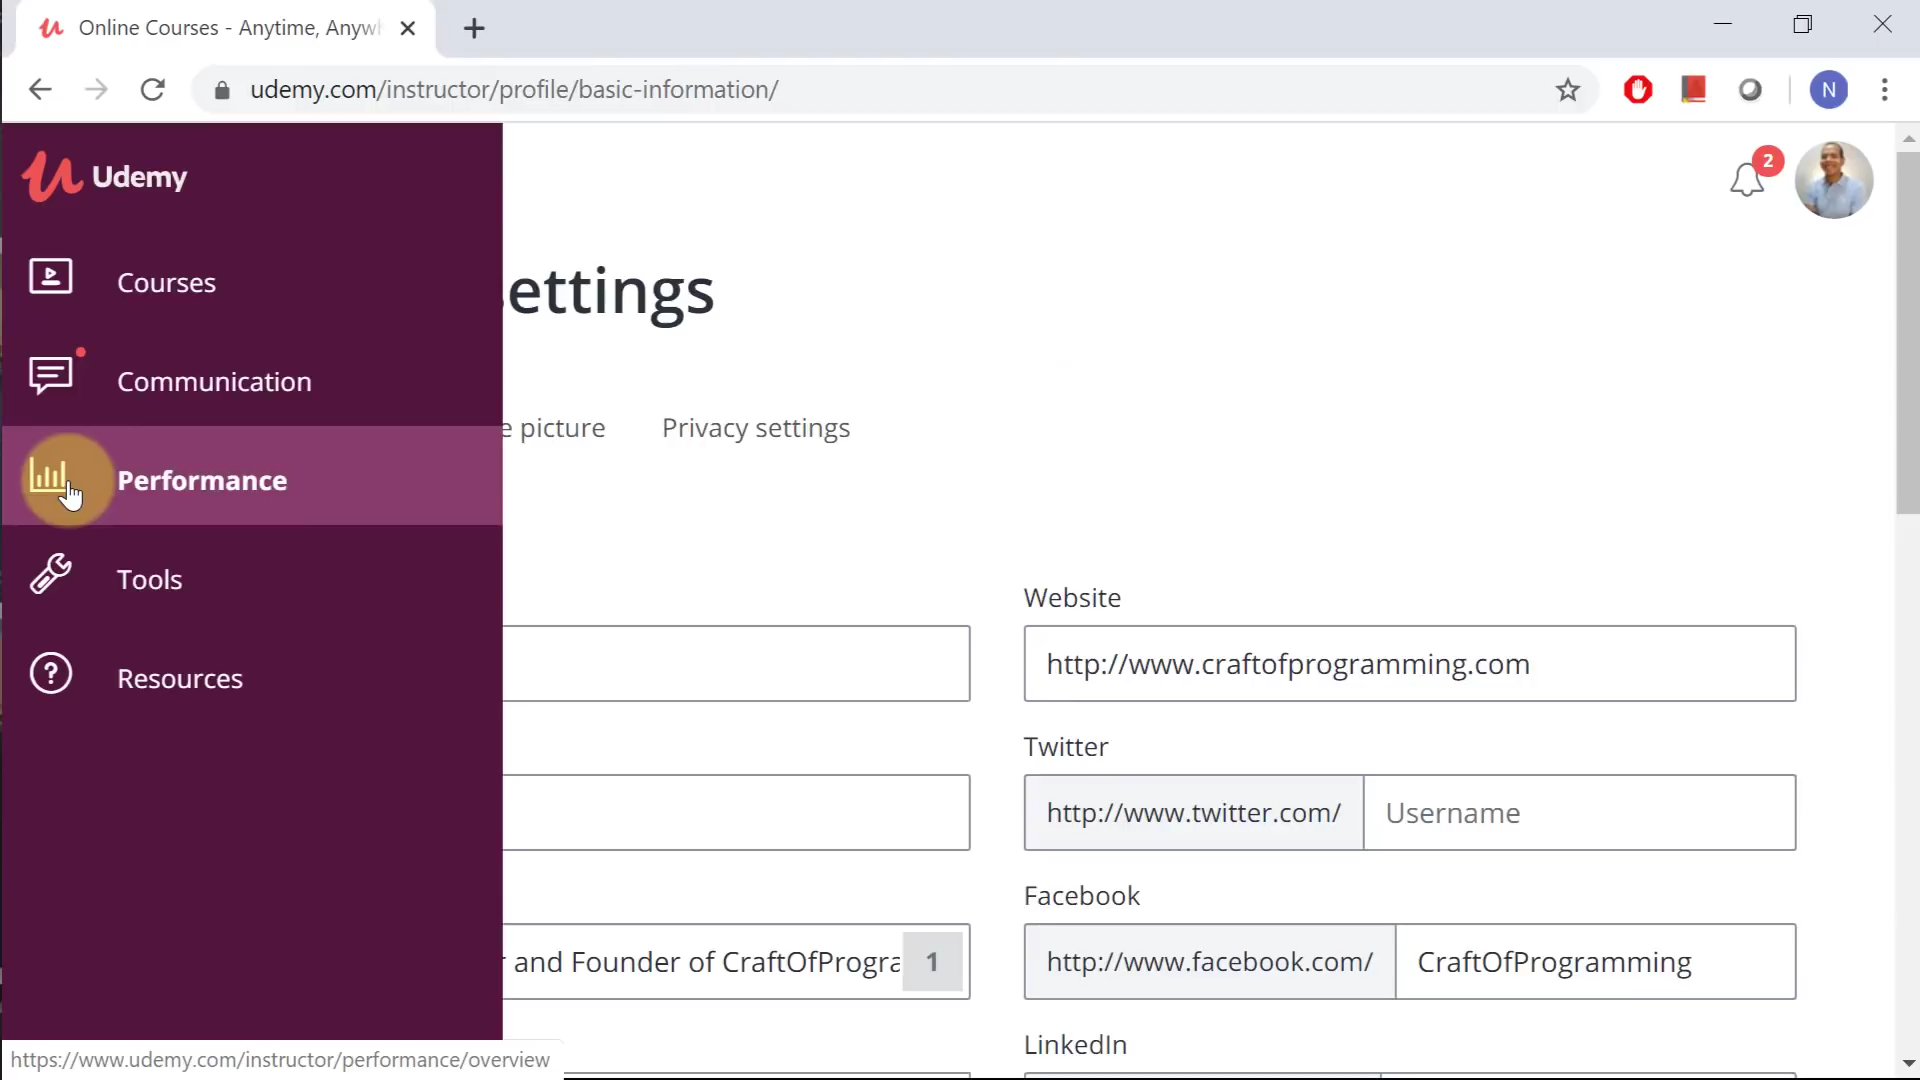 Online Courses - Anytime, Anywh
udemy.com/instructor/profile/basic-information/
N
Udemy
2
Courses
ettings
Communication
e picture
Privacy settings
Performance
Tools
Website
http://www.craftofprogramming.com
Resources
Twitter
http://www.twitter.com/
Username
Facebook
r and Founder of CraftOfProgra
1
http://www.facebook.com/
CraftOfProgramming
LinkedIn
https://www.udemy.com/instructor/performance/overview